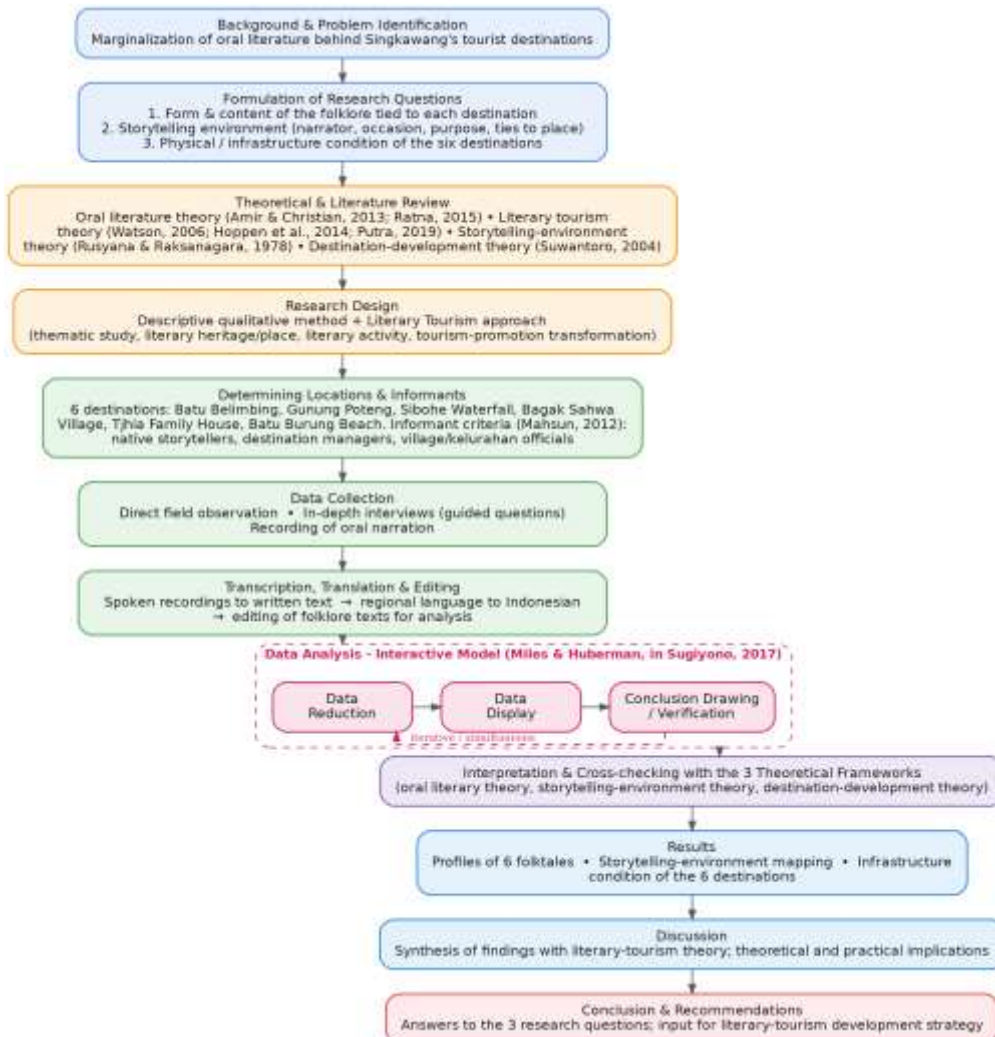 Background & Problem Identification
Marginalization of oral literature behind Singkawang's tourist destinations
Formulation of Research Questions
1. Form & content of the folklore tied to each destination
2. Storytelling environment (narrator, occasion, purpose, ties to place)
3. Physical / infrastructure condition of the six destinations
Theoretical & Literature Review
Oral literature theory (Amir & Christian, 2013; Ratna, 2015) • Literary tourism
theory (Watson, 2006; Hoppen et al., 2014; Putra, 2019) • Storytelling-environment
theory (Rusyana & Raksanagara, 1978) • Destination-development theory (Suwantoro, 2004)
Research Design
Descriptive qualitative method + Literary Tourism approach
(thematic study, literary heritage/place, literary activity, tourism-promotion transformation)
Determining Locations & Informants
6 destinations: Batu Belimbing, Gunung Poteng, Sibohe Waterfall, Bagak Sahwa
Village, Tjhia Family House, Batu Burung Beach. Informant criteria (Mahsun, 2012):
native storytellers, destination managers, village/kelurahan officials
Data Collection
Direct field observation • In-depth interviews (guided questions)
Recording of oral narration
Transcription, Translation & Editing
Spoken recordings to written text → regional language to Indonesian
→ editing of folklore texts for analysis
Data Analysis - Interactive Model (Miles & Huberman, in Sugiyono, 2017)
Data
Reduction
Data
Display
Conclusion Drawing
/ Verification
iterative / simultaneous
Interpretation & Cross-checking with the 3 Theoretical Frameworks
(oral literary theory, storytelling-environment theory, destination-development theory)
Results
Profiles of 6 folktales • Storytelling-environment mapping • Infrastructure
condition of the 6 destinations
Discussion
Synthesis of findings with literary-tourism theory; theoretical and practical implications
Conclusion & Recommendations
Answers to the 3 research questions; input for literary-tourism development strategy